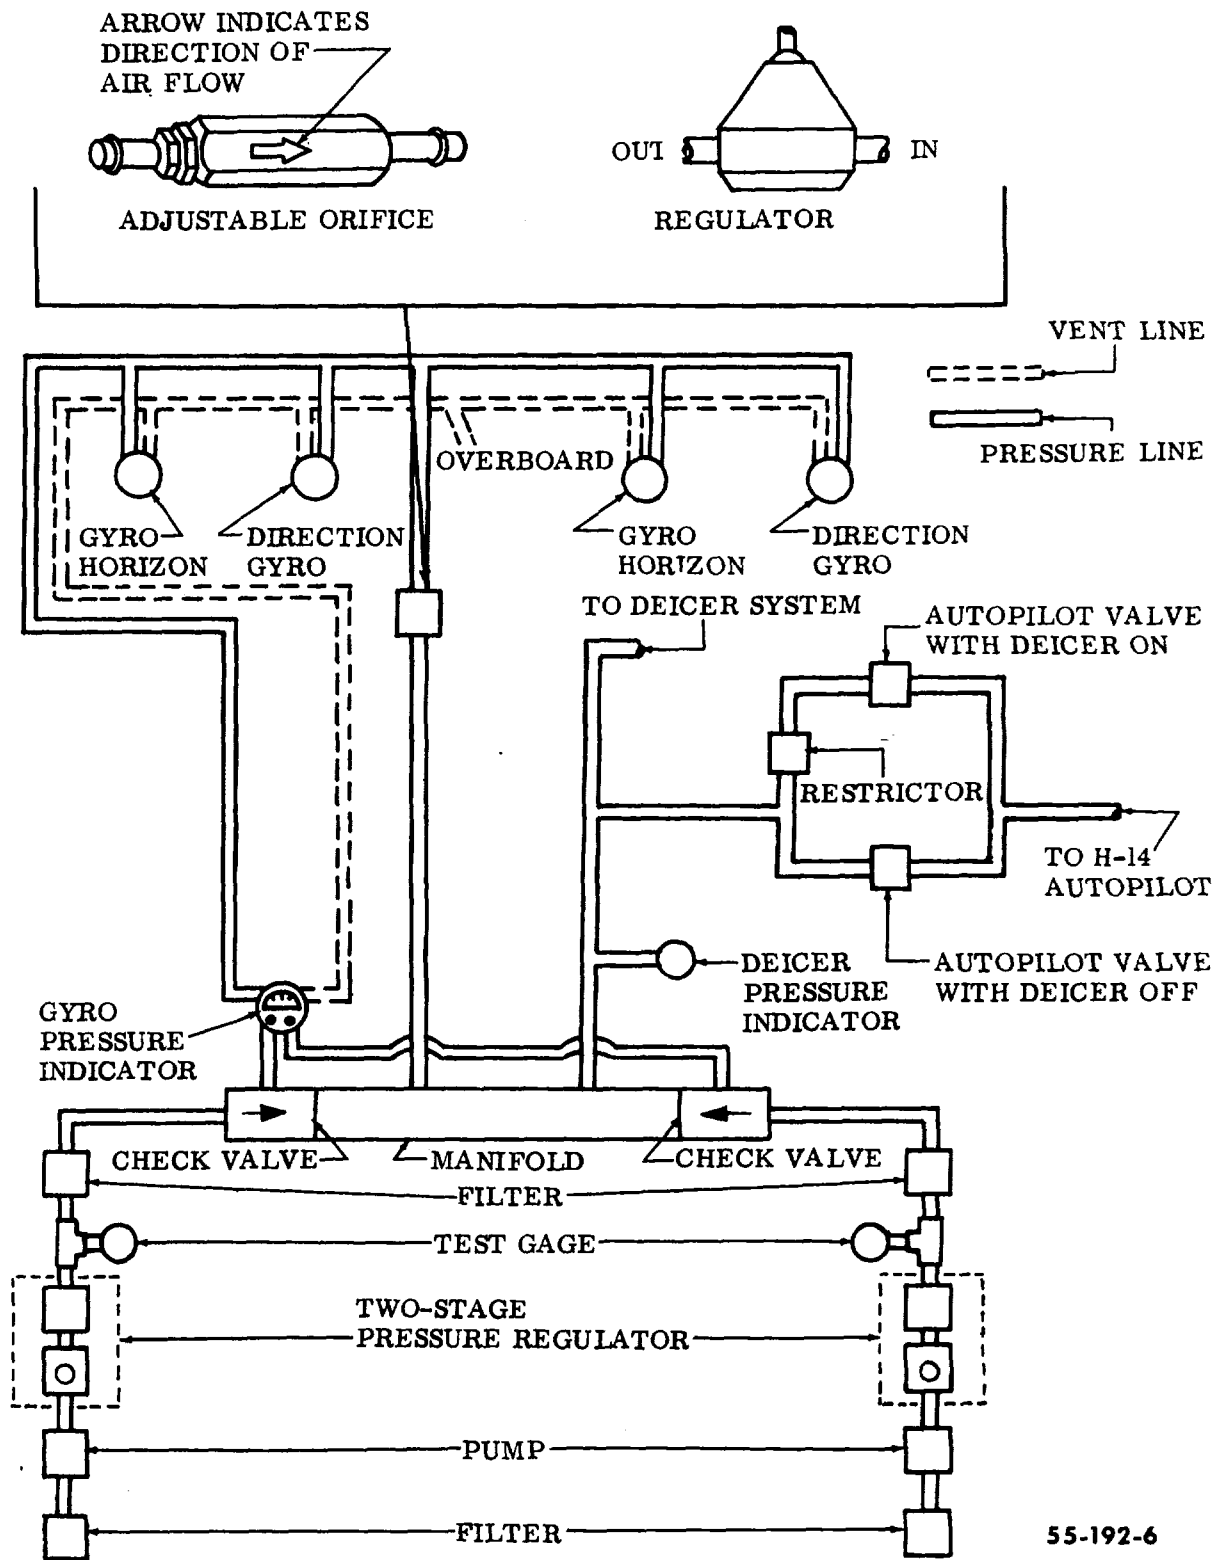 ARROW INDICATES
DIRECTION OF
AIR FLOW
OUT
IN
ADJUSTABLE ORIFICE
REGULATOR
VENT LINE
PRESSURE LINE
OVERBOARD
GYRO
HORIZON
DIRECTION
GYRO
GYRO
HORIZON
DIRECTION
GYRO
TO DEICER SYSTEM
AUTOPILOT VALVE
WITH DEICER ON
RESTRICTOR
TO H-14
AUTOPILOT
DEICER
PRESSURE
INDICATOR
AUTOPILOT VALVE
WITH DEICER OFF
GYRO
PRESSURE
INDICATOR
CHECK VALVE
MANIFOLD
CHECK VALVE
FILTER
TEST GAGE
TWO-STAGE
PRESSURE REGULATOR
PUMP
FILTER
55-192-6